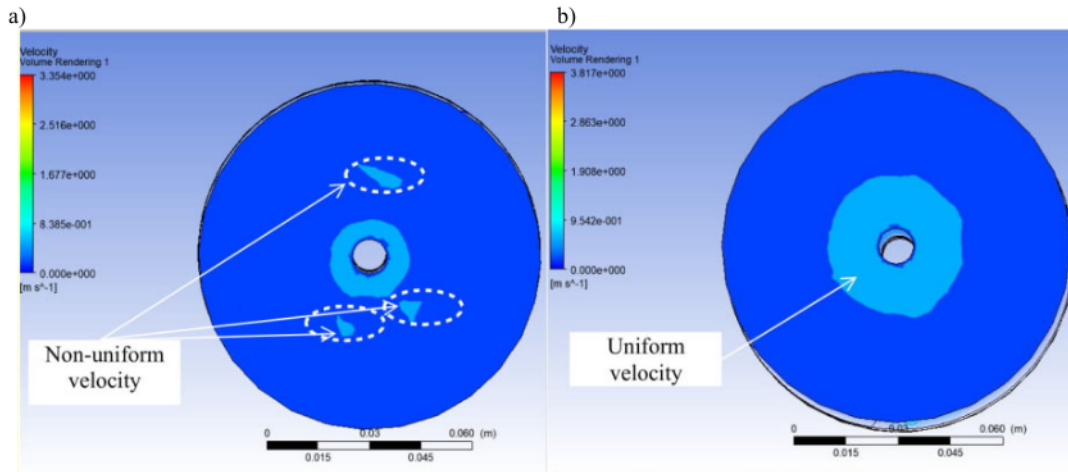 a)
Velocity
Volume Rendering 1
3.354e+000
2.516e+000
1.677e+000
8.385e-001
0.000e+000
[m s^-1]
Non-uniform
velocity
0 0.03 0.060 (m)
0.015 0.045
b)
Velocity
Volume Rendering 1
3.817e+000
2.863e+000
1.908e+000
9.542e-001
0.000e+000
[m s^-1]
Uniform
velocity
0 0.03 0.060 (m)
0.015 0.045